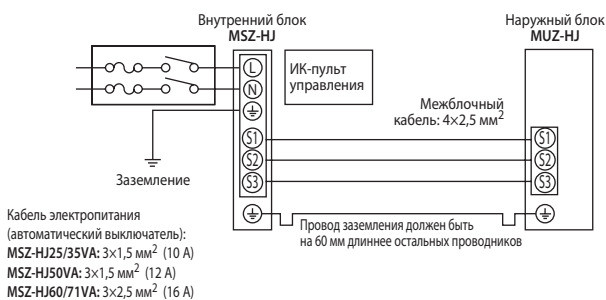 Внутренний блок
MSZ-HJ
Наружный блок
MUZ-HJ
L
N
ИК-пульт
управления
Межблочный
кабель: 4×2,5 мм²
S1
S2
S3
S1
S2
S3
Заземление
Провод заземления должен быть
на 60 мм длиннее остальных проводников
Кабель электропитания
(автоматический выключатель):
MSZ-HJ25/35VA: 3×1,5 мм² (10 А)
MSZ-HJ50VA: 3×1,5 мм² (12 А)
MSZ-HJ60/71VA: 3×2,5 мм² (16 А)